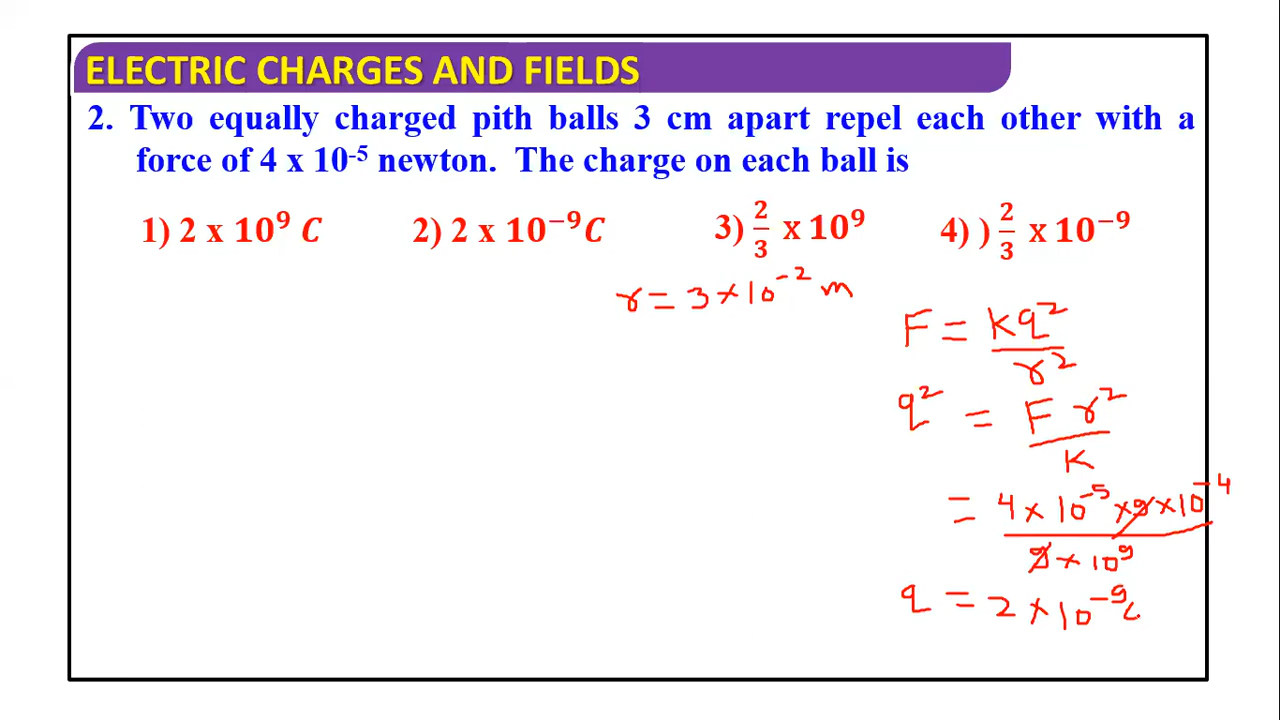 ELECTRIC CHARGES AND FIELDS
2. Two equally charged pith balls 3 cm apart repel each other with a
force of 4 x 10⁻⁵ newton. The charge on each ball is
1) 2 x 10⁹ C 2) 2 x 10⁻⁹C 3) 2/3 x 10⁹ 4) ) 2/3 x 10⁻⁹
r = 3 × 10⁻² m
F = Kq²/r²
q² = F r²/K
= 4 × 10⁻⁵ × 9 × 10⁻⁴ / 9 × 10⁹
q = 2 × 10⁻⁹ C